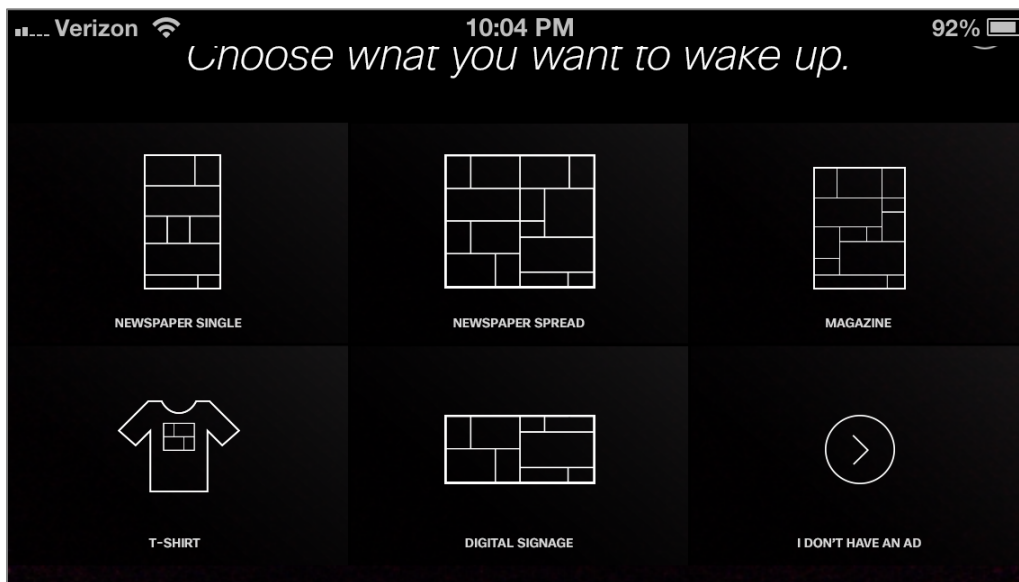 Verizon 10:04 PM 92%
Choose what you want to wake up.
NEWSPAPER SINGLE NEWSPAPER SPREAD MAGAZINE
T-SHIRT DIGITAL SIGNAGE I DON'T HAVE AN AD